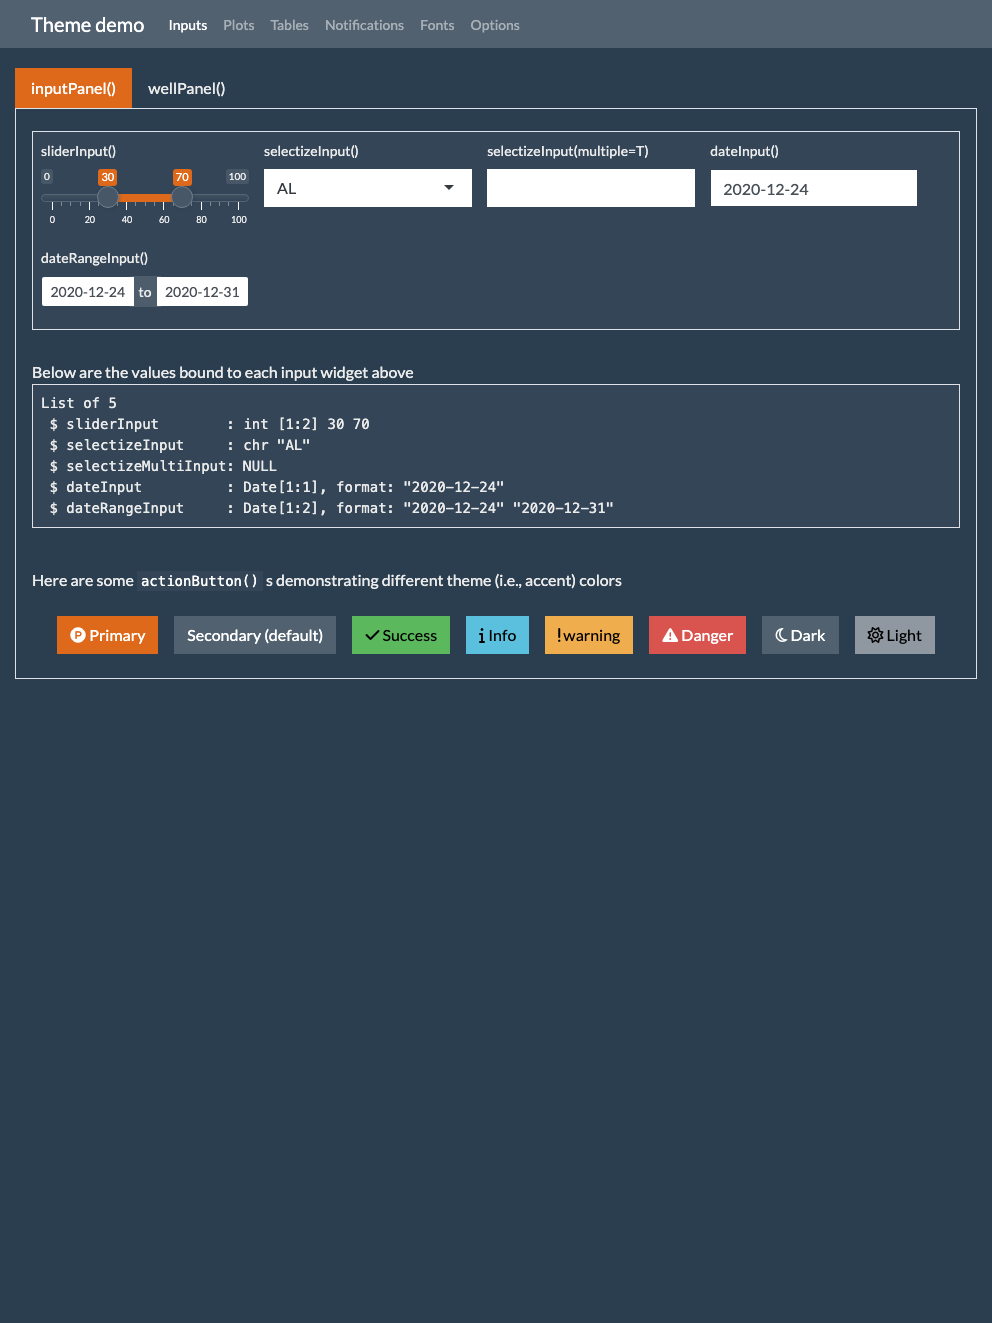 Theme demo Inputs Plots Tables Notifications Fonts Options
inputPanel() wellPanel()
sliderInput() selectizeInput() selectizeInput(multiple=T) dateInput()
0 30 70 100
AL
2020-12-24
0 20 40 60 80 100
dateRangeInput()
2020-12-24 to 2020-12-31
Below are the values bound to each input widget above
List of 5
 $ sliderInput        : int [1:2] 30 70
 $ selectizeInput     : chr "AL"
 $ selectizeMultiInput: NULL
 $ dateInput          : Date[1:1], format: "2020-12-24"
 $ dateRangeInput     : Date[1:2], format: "2020-12-24" "2020-12-31"
Here are some actionButton() s demonstrating different theme (i.e., accent) colors
Primary Secondary (default) Success Info warning Danger Dark Light